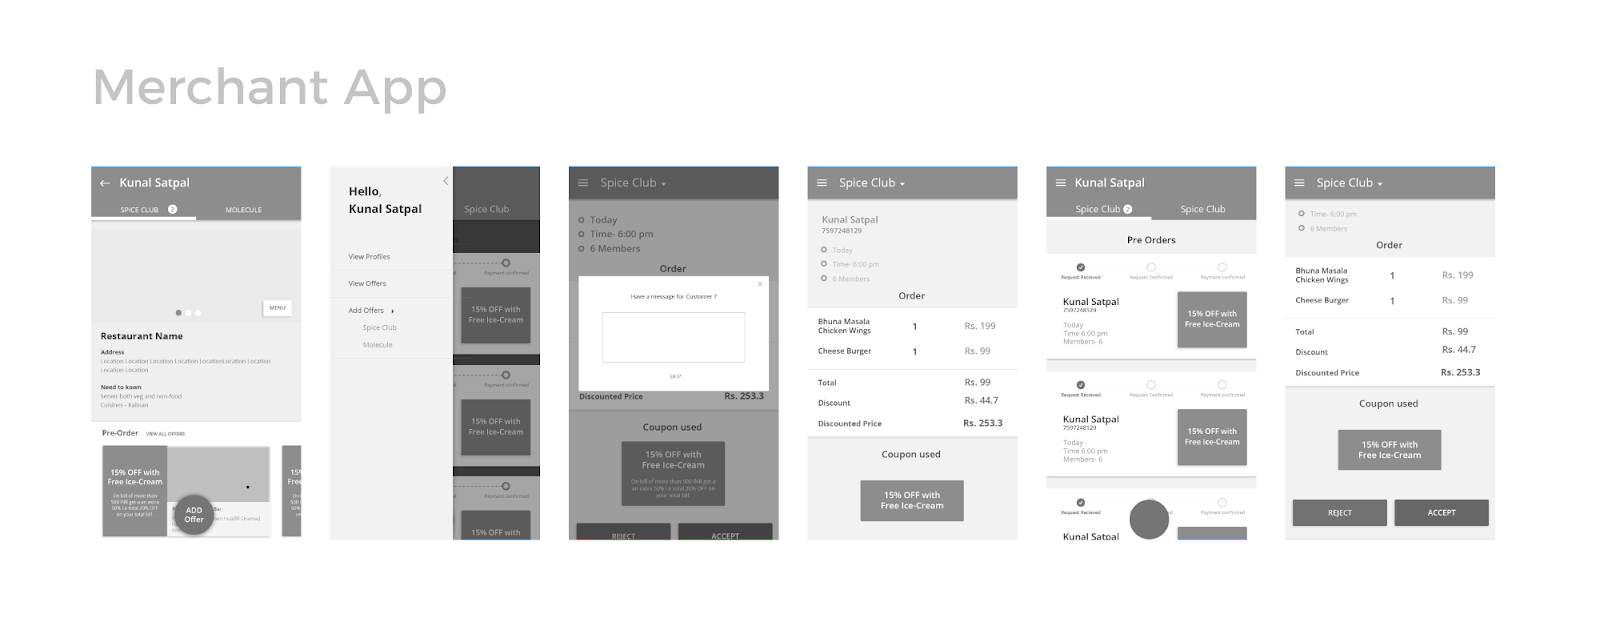 Merchant App
Kunal Satpal
SPICE CLUB 2
MOLECULE
MENU
Restaurant Name
Address
Location Location Location Location LocationLocation Location
Location Location
Need to kown
Server both veg and non-food
Cuisines - Itallinan
Pre-Order VIEW ALL OFFERS
15% OFF with
Free Ice-Cream
On bill of more than
500 INR get a an extra
50% i.e total 20% OFF
on your total bill.
ADD
Offer
15%
Free
Hello,
Kunal Satpal
View Profiles
View Offers
Add Offers
Spice Club
Molecule
Spice Club
Payment confirmed
15% OFF with
Free Ice-Cream
Payment confirmed
15% OFF with
Free Ice-Cream
Payment confirmed
15% OFF with
Spice Club
Today
Time- 6:00 pm
6 Members
Order
Have a message for Customer ?
SKIP
Discounted Price Rs. 253.3
Coupon used
15% OFF with
Free Ice-Cream
On bill of more than 500 INR get a
an extra 50% i.e total 20% OFF on
your total bill.
REJECT ACCEPT
Spice Club
Kunal Satpal
7597248129
Today
Time- 6:00 pm
6 Members
Order
Bhuna Masala
Chicken Wings 1 Rs. 199
Cheese Burger 1 Rs. 99
Total Rs. 99
Discount Rs. 44.7
Discounted Price Rs. 253.3
Coupon used
15% OFF with
Free Ice-Cream
Kunal Satpal
Spice Club 2 Spice Club
Pre Orders
Request Recieved Request Confirmed Payment confirmed
Kunal Satpal
7597248129
Today
Time 6:00 pm
Members- 6
15% OFF with
Free Ice-Cream
Request Recieved Request Confirmed Payment confirmed
Kunal Satpal
7597248129
Today
Time 6:00 pm
Members- 6
15% OFF with
Free Ice-Cream
Request Recieved confirmed
Kunal Satpal
Spice Club
Time- 6:00 pm
6 Members
Order
Bhuna Masala
Chicken Wings 1 Rs. 199
Cheese Burger 1 Rs. 99
Total Rs. 99
Discount Rs. 44.7
Discounted Price Rs. 253.3
Coupon used
15% OFF with
Free Ice-Cream
REJECT ACCEPT